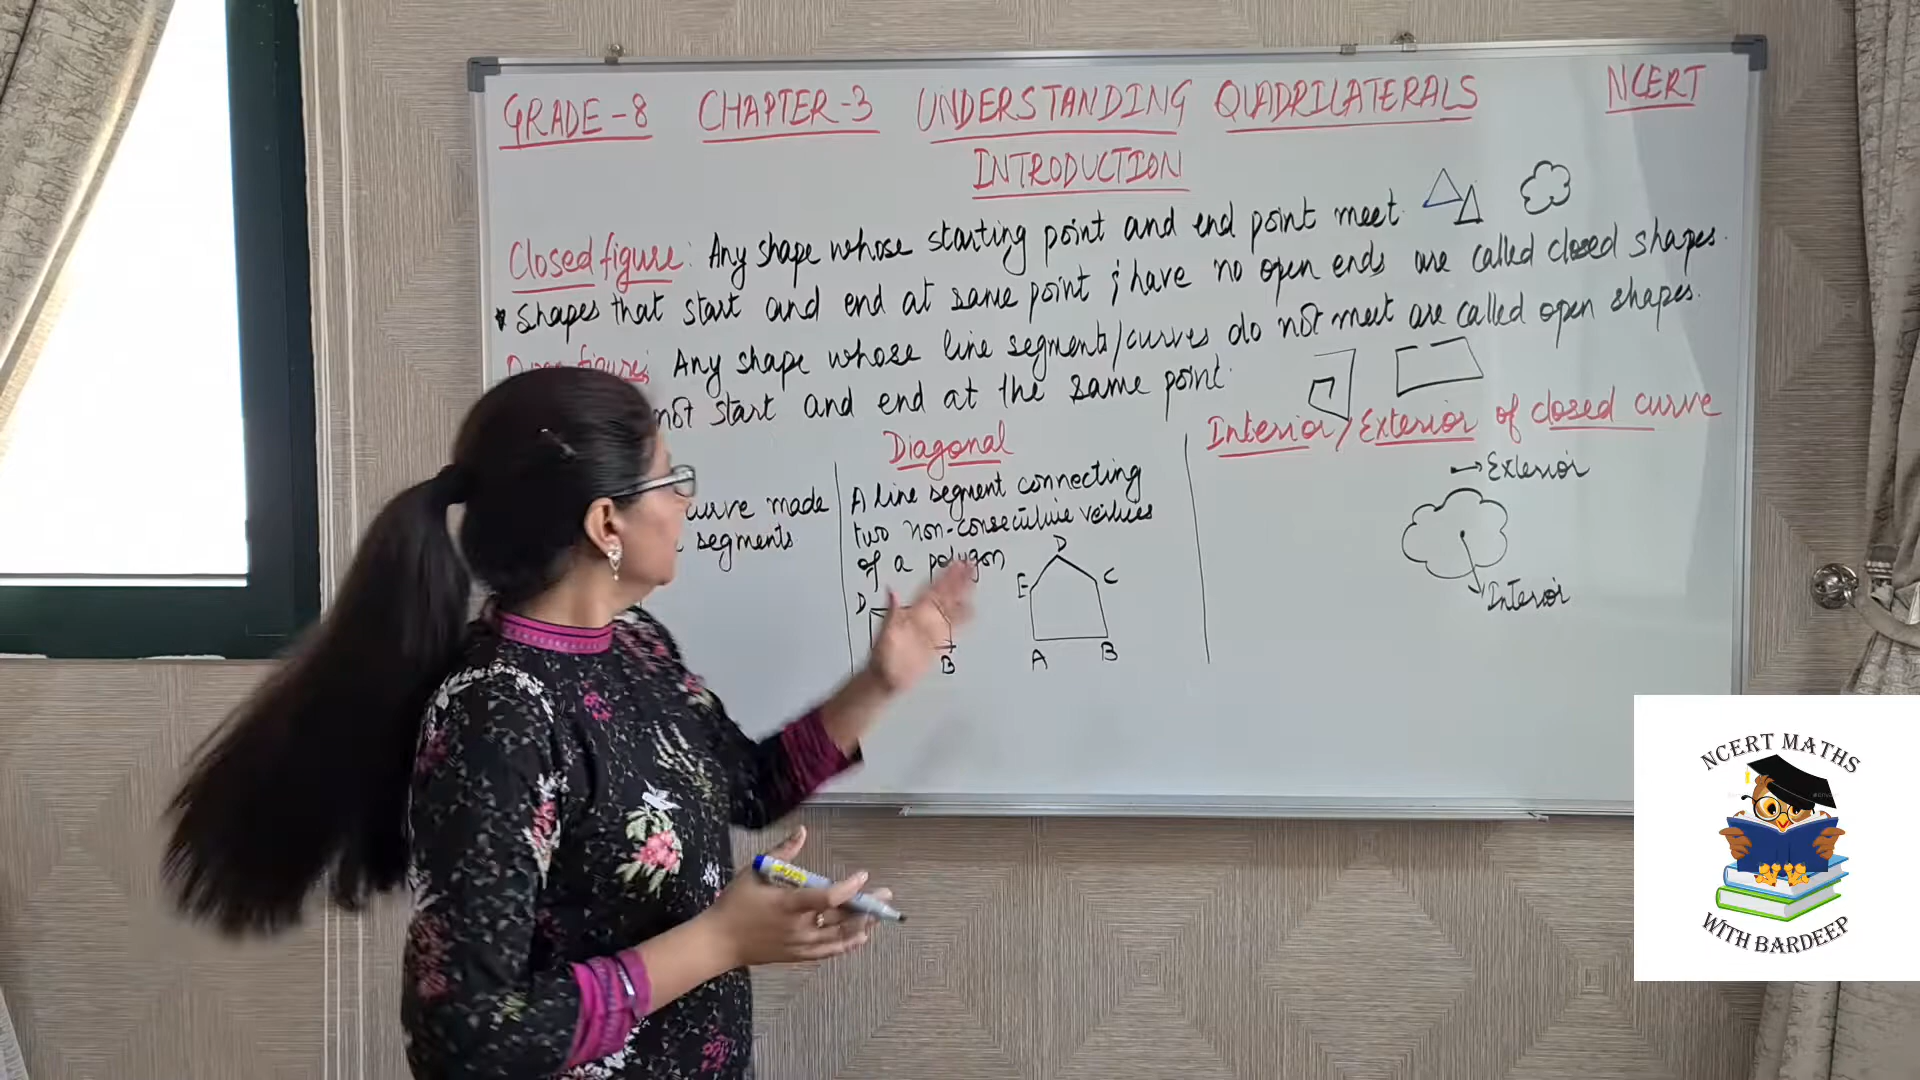 GRADE-8 CHAPTER-3 UNDERSTANDING QUADRILATERALS NCERT
INTRODUCTION
Closed figure: Any shape whose starting point and end point meet.
* Shapes that start and end at same point ; have no open ends are called closed shapes.
figure: Any shape whose line segments/curves do not meet are called open shapes.
not start and end at the same point.
curve made
segments
Diagonal
A line segment connecting
two non-consecutive vertices
of a polygon
D
B
D
E C
A B
Interior/Exterior of closed curve
Exterior
Interior
NCERT MATHS
WITH BARDEEP